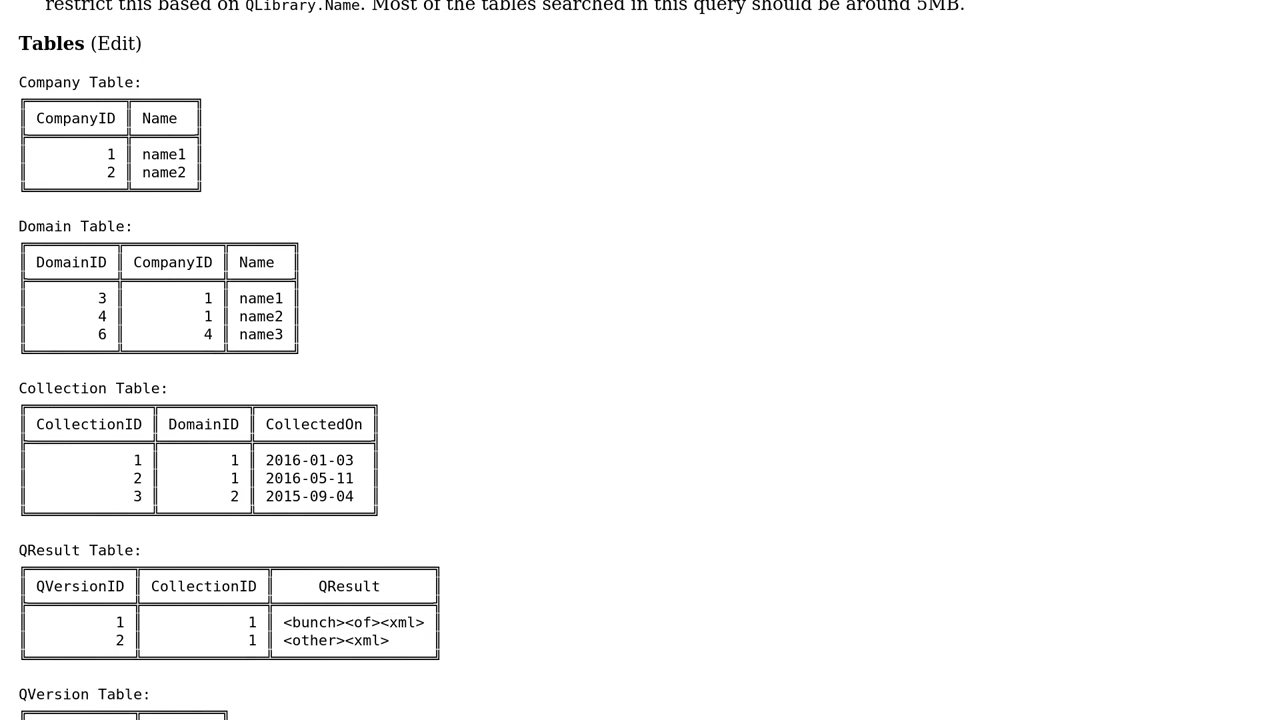 restrict this based on QLibrary.Name. Most of the tables searched in this query should be around 5MB.
Tables (Edit)
Company Table:
CompanyID Name
1 name1
2 name2
Domain Table:
DomainID CompanyID Name
3 1 name1
4 1 name2
6 4 name3
Collection Table:
CollectionID DomainID CollectedOn
1 1 2016-01-03
2 1 2016-05-11
3 2 2015-09-04
QResult Table:
QVersionID CollectionID QResult
1 1 <bunch><of><xml>
2 1 <other><xml>
QVersion Table: